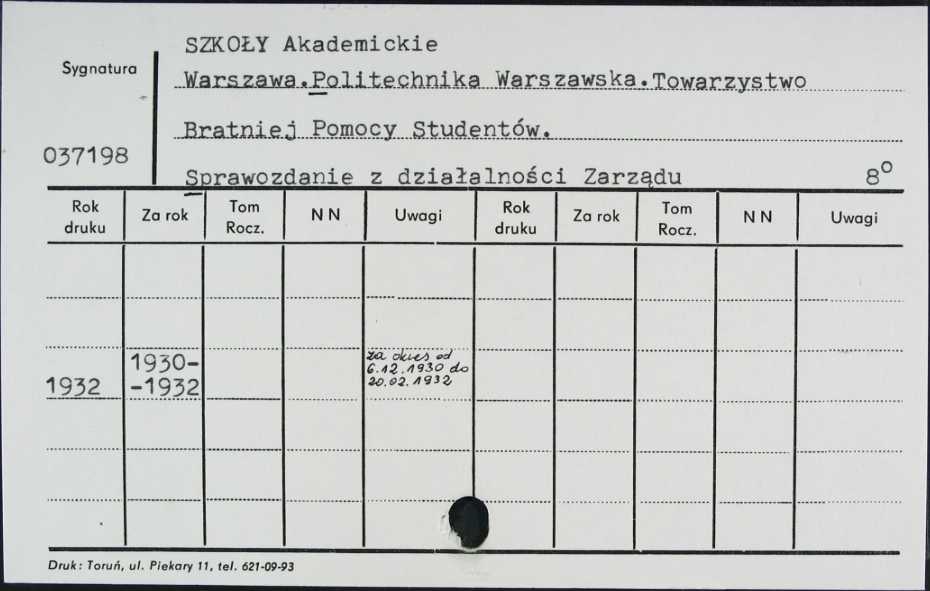 SZKOŁY Akademickie
Sygnatura
Warszawa.Politechnika Warszawska.Towarzystwo
Bratniej Pomocy Studentów.
037198
Sprawozdanie z działalności Zarządu 8°
Rok druku Za rok Tom Rocz. N N Uwagi Rok druku Za rok Tom Rocz. N N Uwagi
1932
1930-
-1932
za okres od
6.12.1930 do
20.02.1932
Druk: Toruń, ul. Piekary 11, tel. 621-09-93